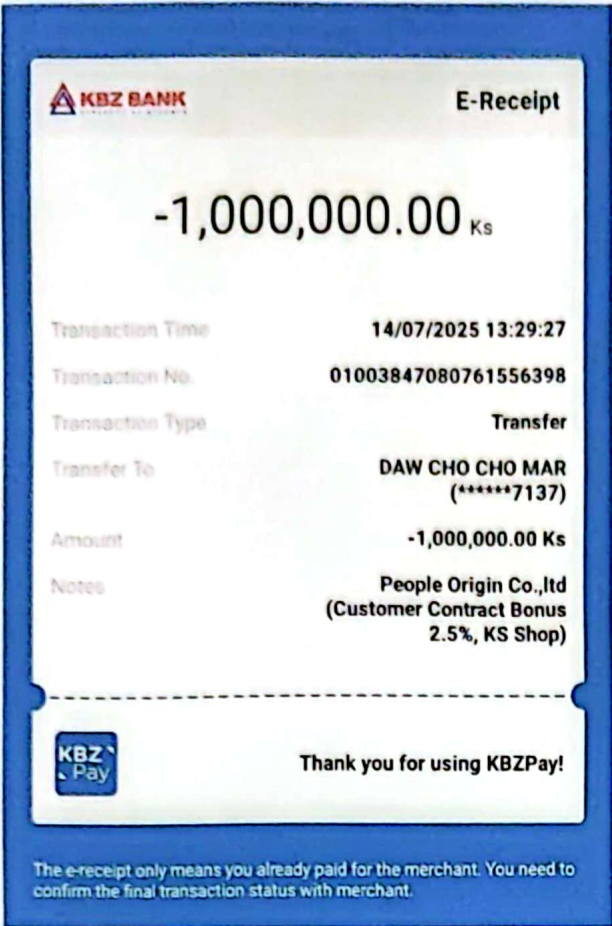 KBZ BANK
E-Receipt
-1,000,000.00 Ks
Transaction Time 14/07/2025 13:29:27
Transaction No. 01003847080761556398
Transaction Type Transfer
Transfer To DAW CHO CHO MAR
(******7137)
Amount -1,000,000.00 Ks
Notes People Origin Co.,ltd
(Customer Contract Bonus
2.5%, KS Shop)
KBZ
Pay
Thank you for using KBZPay!
The e-receipt only means you already paid for the merchant. You need to
confirm the final transaction status with merchant.